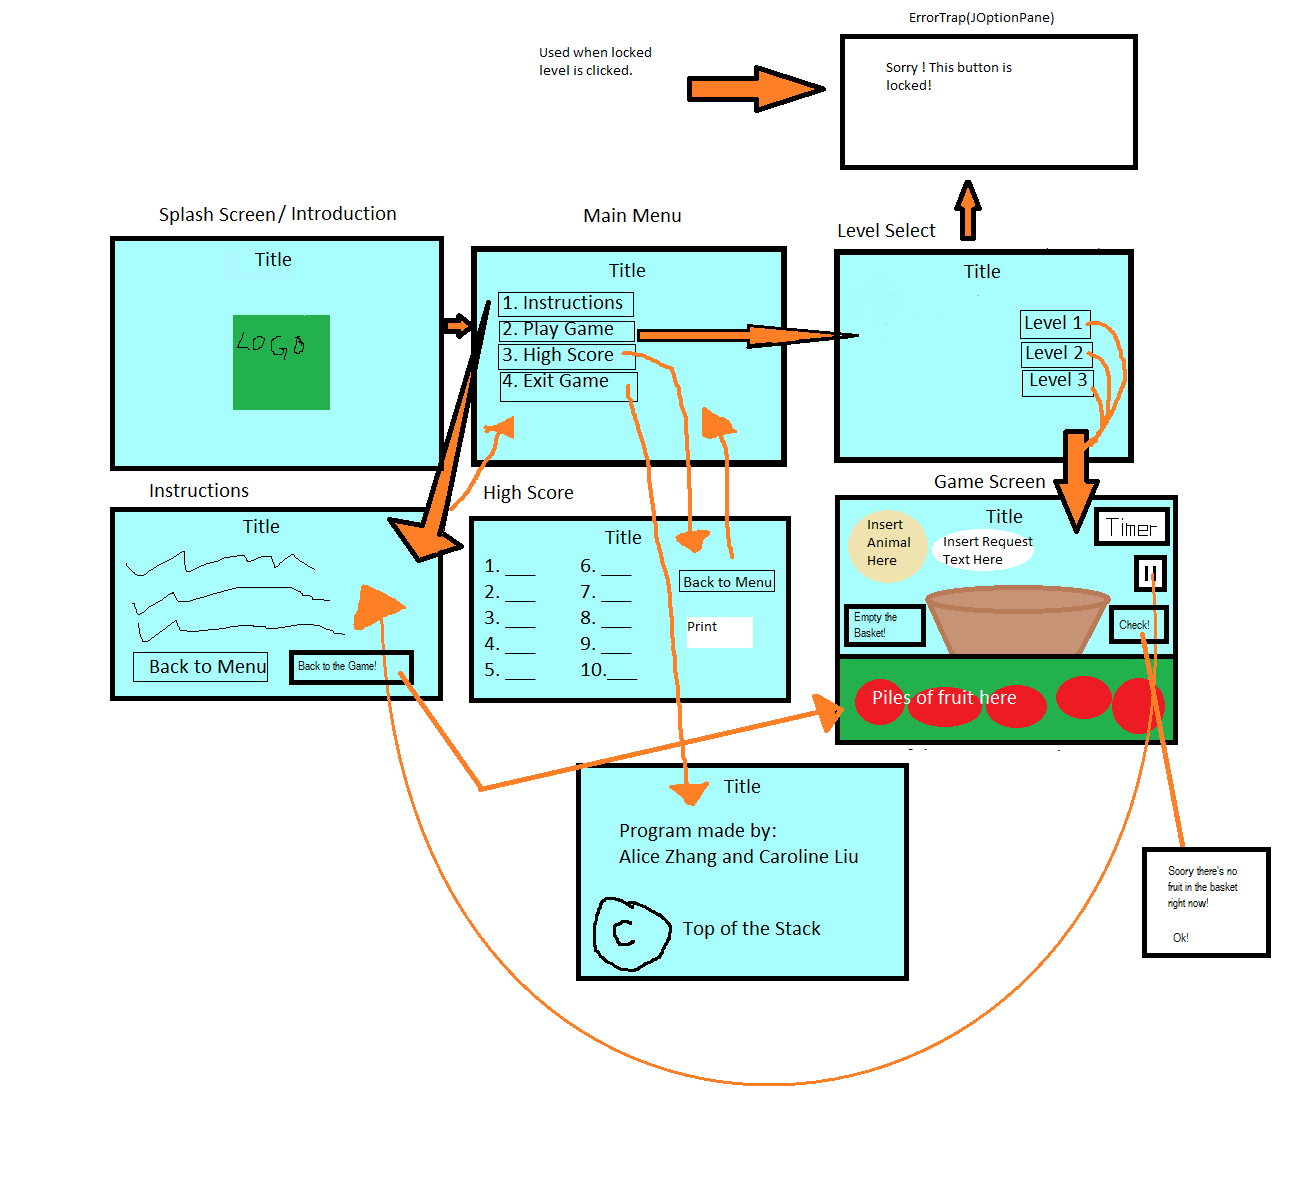 ErrorTrap(JOptionPane)
Used when locked
level is clicked.
Sorry ! This button is
locked!
Splash Screen/ Introduction
Title
LOGO
Main Menu
Title
1. Instructions
2. Play Game
3. High Score
4. Exit Game
Level Select
Title
Level 1
Level 2
Level 3
Instructions
Title
Back to Menu
Back to the Game!
High Score
Title
1. ___
2. ___
3. ___
4. ___
5. ___
6. ___
7. ___
8. ___
9. ___
10.___
Back to Menu
Print
Game Screen
Title
Timer
Insert
Animal
Here
Insert Request
Text Here
Empty the
Basket!
Check!
Piles of fruit here
Title
Program made by:
Alice Zhang and Caroline Liu
C
Top of the Stack
Soory there's no
fruit in the basket
right now!
Ok!